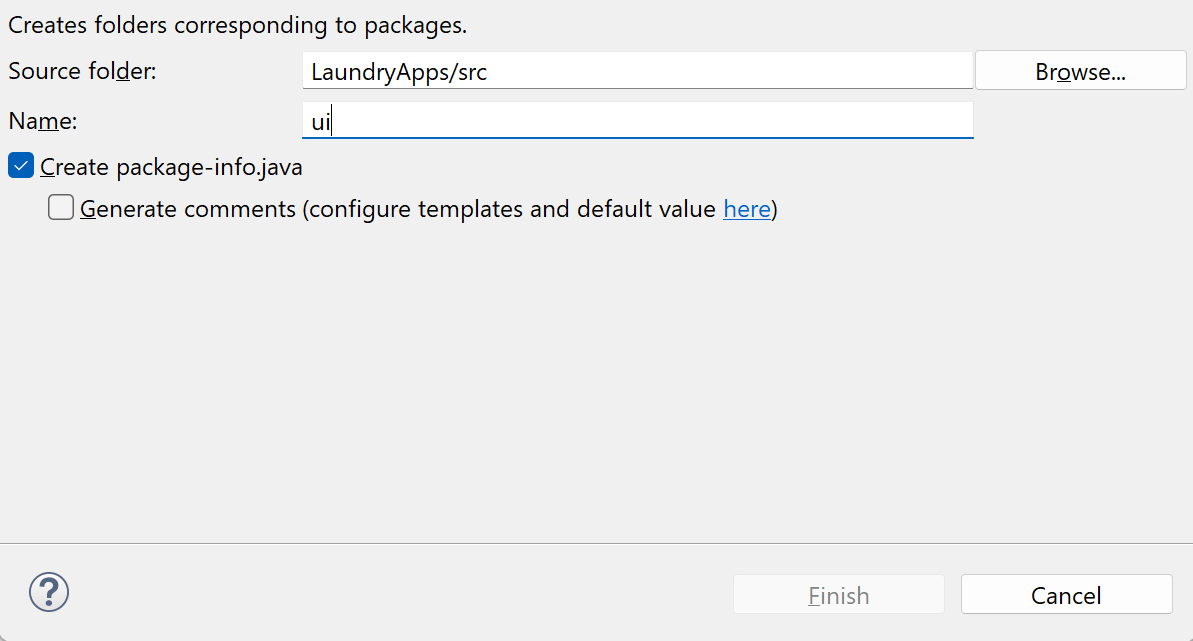 Creates folders corresponding to packages.
Source folder: LaundryApps/src Browse...
Name: ui
Create package-info.java
Generate comments (configure templates and default value here)
? Finish Cancel